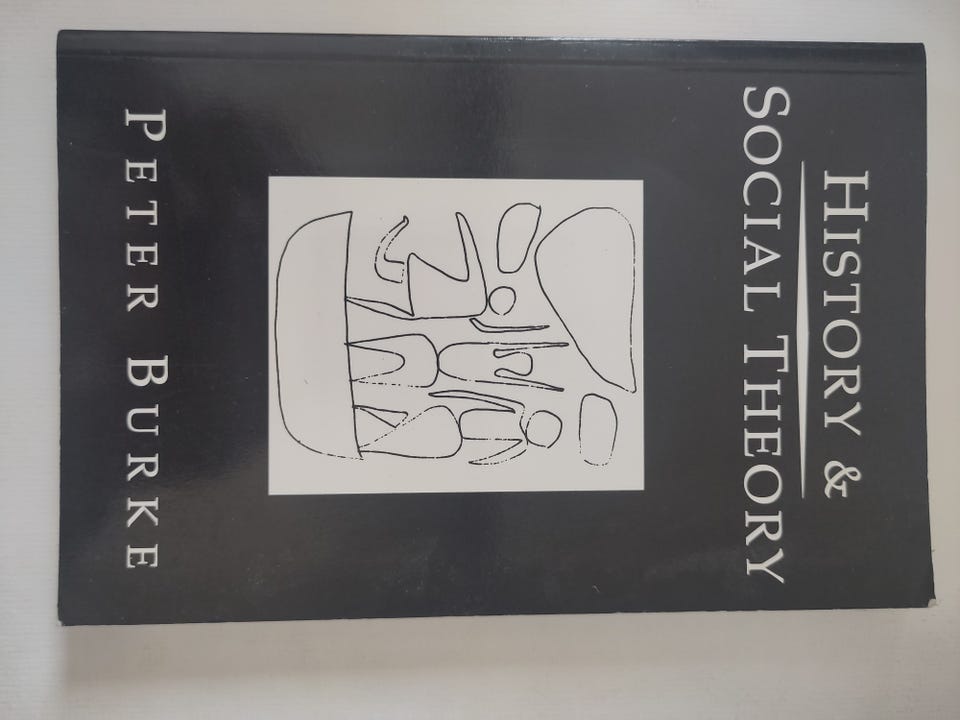 HISTORY &
SOCIAL THEORY
PETER BURKE